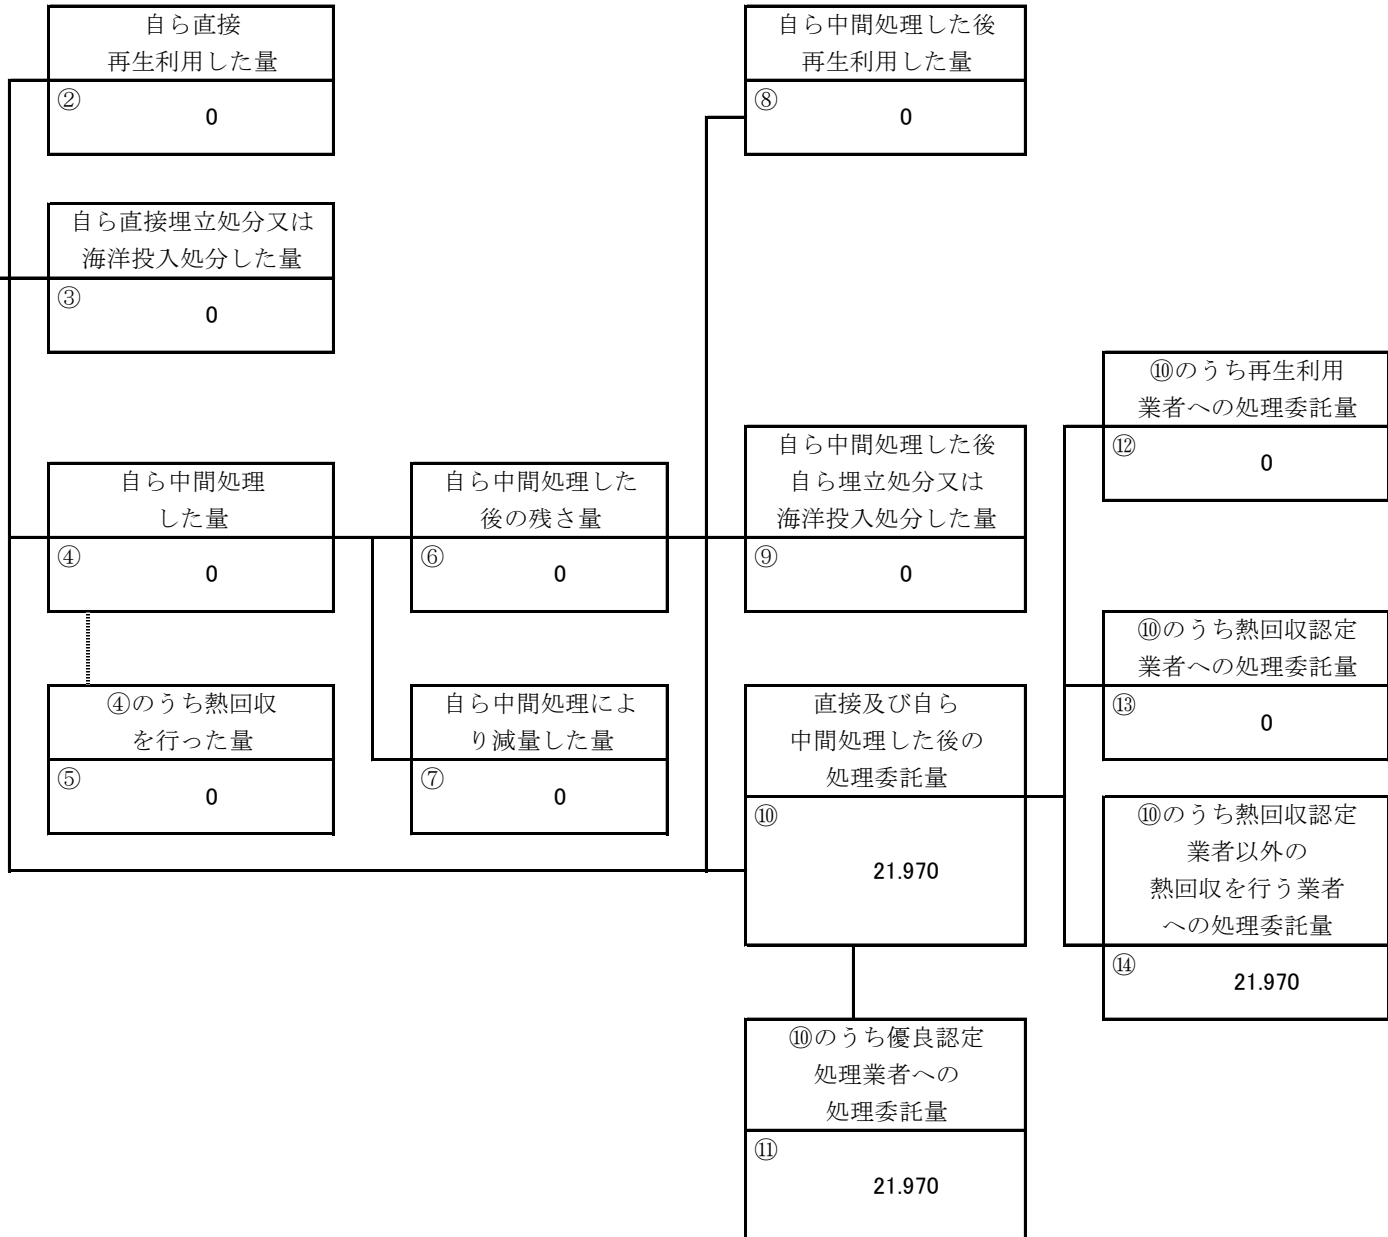 自ら直接
再生利用した量
②
0
自ら直接埋立処分又は
海洋投入処分した量
③
0
自ら中間処理
した量
④
0
④のうち熱回収
を行った量
⑤
0
自ら中間処理した
後の残さ量
⑥
0
自ら中間処理によ
り減量した量
⑦
0
自ら中間処理した後
再生利用した量
⑧
0
自ら中間処理した後
自ら埋立処分又は
海洋投入処分した量
⑨
0
直接及び自ら
中間処理した後の
処理委託量
⑩
21.970
⑩のうち優良認定
処理業者への
処理委託量
⑪
21.970
⑩のうち再生利用
業者への処理委託量
⑫
0
⑩のうち熱回収認定
業者への処理委託量
⑬
0
⑩のうち熱回収認定
業者以外の
熱回収を行う業者
への処理委託量
⑭
21.970